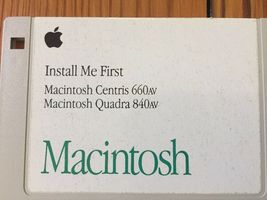 Install Me First
Macintosh Centris 660AV
Macintosh Quadra 840AV
Macintosh